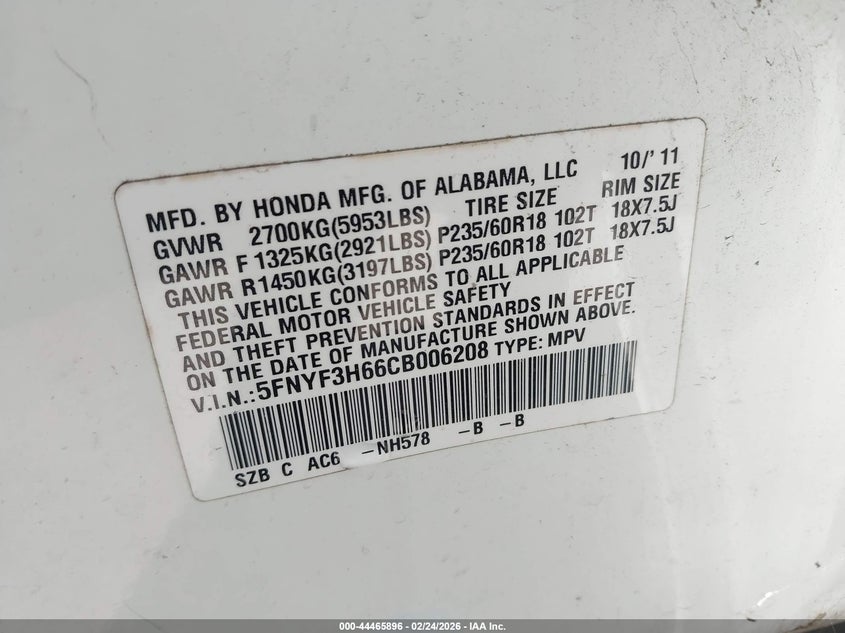 MFD. BY HONDA MFG. OF ALABAMA, LLC 10/'11
GVWR 2700KG(5953LBS) TIRE SIZE RIM SIZE
GAWR F 1325KG(2921LBS) P235/60R18 102T 18X7.5J
GAWR R1450KG(3197LBS) P235/60R18 102T 18X7.5J
THIS VEHICLE CONFORMS TO ALL APPLICABLE
FEDERAL MOTOR VEHICLE SAFETY
AND THEFT PREVENTION STANDARDS IN EFFECT
ON THE DATE OF MANUFACTURE SHOWN ABOVE.
V.I.N.:5FNYF3H66CB006208 TYPE: MPV
SZB C AC6 -NH578 -B -B
000-44465896 - 02/24/2026 - IAA Inc.